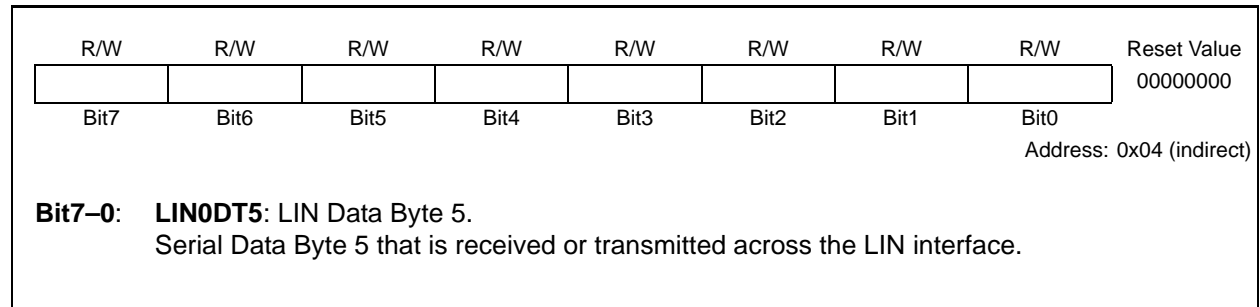 R/W R/W R/W R/W R/W R/W R/W R/W Reset Value
00000000
Bit7 Bit6 Bit5 Bit4 Bit3 Bit2 Bit1 Bit0
Address: 0x04 (indirect)
Bit7–0: LIN0DT5: LIN Data Byte 5.
Serial Data Byte 5 that is received or transmitted across the LIN interface.